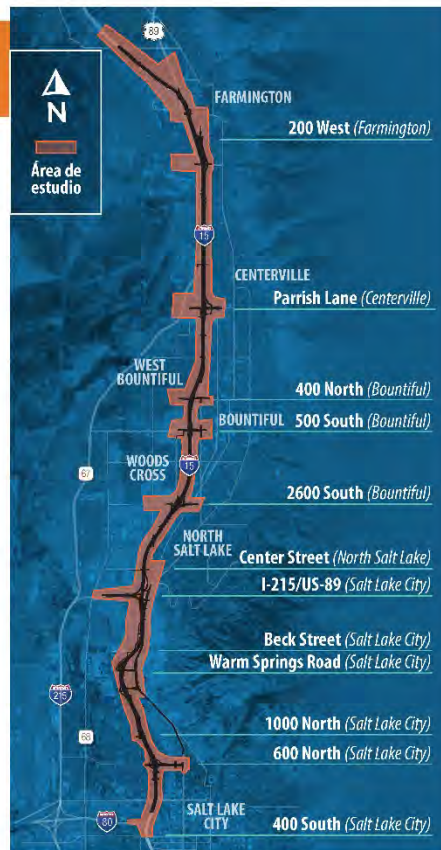 89
N
Área de
estudio
FARMINGTON
200 West (Farmington)
15
CENTERVILLE
Parrish Lane (Centerville)
WEST
BOUNTIFUL
400 North (Bountiful)
BOUNTIFUL
500 South (Bountiful)
67
WOODS
CROSS
15
2600 South (Bountiful)
NORTH
SALT LAKE
Center Street (North Salt Lake)
I-215/US-89 (Salt Lake City)
Beck Street (Salt Lake City)
Warm Springs Road (Salt Lake City)
215
68
1000 North (Salt Lake City)
600 North (Salt Lake City)
SALT LAKE
CITY
80
400 South (Salt Lake City)